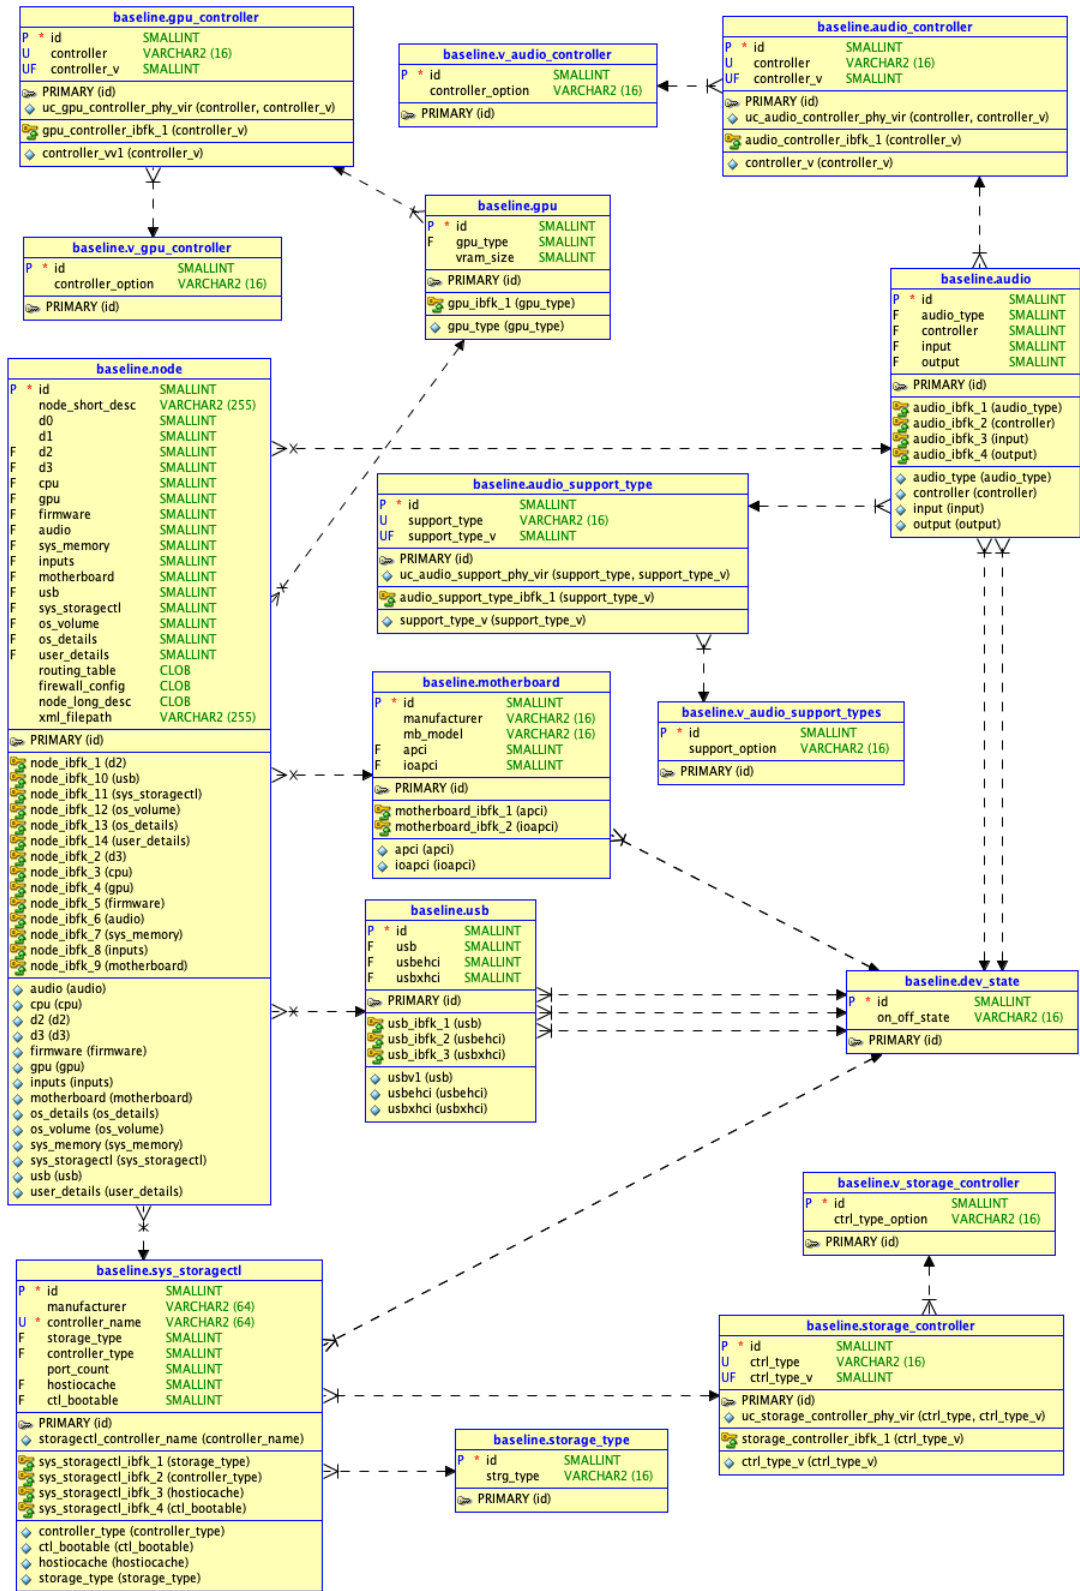 baseline.gpu_controller
P * id SMALLINT
U controller VARCHAR2 (16)
UF controller_v SMALLINT
PRIMARY (id)
uc_gpu_controller_phy_vir (controller, controller_v)
gpu_controller_ibfk_1 (controller_v)
controller_vv1 (controller_v)
baseline.v_audio_controller
P * id SMALLINT
controller_option VARCHAR2 (16)
PRIMARY (id)
baseline.audio_controller
P * id SMALLINT
U controller VARCHAR2 (16)
UF controller_v SMALLINT
PRIMARY (id)
uc_audio_controller_phy_vir (controller, controller_v)
audio_controller_ibfk_1 (controller_v)
controller_v (controller_v)
baseline.v_gpu_controller
P * id SMALLINT
controller_option VARCHAR2 (16)
PRIMARY (id)
baseline.gpu
P * id SMALLINT
F gpu_type SMALLINT
vram_size SMALLINT
PRIMARY (id)
gpu_ibfk_1 (gpu_type)
gpu_type (gpu_type)
baseline.audio
P * id SMALLINT
F audio_type SMALLINT
F controller SMALLINT
F input SMALLINT
F output SMALLINT
PRIMARY (id)
audio_ibfk_1 (audio_type)
audio_ibfk_2 (controller)
audio_ibfk_3 (input)
audio_ibfk_4 (output)
audio_type (audio_type)
controller (controller)
input (input)
output (output)
baseline.node
P * id SMALLINT
node_short_desc VARCHAR2 (255)
d0 SMALLINT
d1 SMALLINT
F d2 SMALLINT
F d3 SMALLINT
F cpu SMALLINT
F gpu SMALLINT
F firmware SMALLINT
F audio SMALLINT
F sys_memory SMALLINT
F inputs SMALLINT
F motherboard SMALLINT
F usb SMALLINT
F sys_storagectl SMALLINT
F os_volume SMALLINT
F os_details SMALLINT
F user_details SMALLINT
routing_table CLOB
firewall_config CLOB
node_long_desc CLOB
xml_filepath VARCHAR2 (255)
PRIMARY (id)
node_ibfk_1 (d2)
node_ibfk_10 (usb)
node_ibfk_11 (sys_storagectl)
node_ibfk_12 (os_volume)
node_ibfk_13 (os_details)
node_ibfk_14 (user_details)
node_ibfk_2 (d3)
node_ibfk_3 (cpu)
node_ibfk_4 (gpu)
node_ibfk_5 (firmware)
node_ibfk_6 (audio)
node_ibfk_7 (sys_memory)
node_ibfk_8 (inputs)
node_ibfk_9 (motherboard)
audio (audio)
cpu (cpu)
d2 (d2)
d3 (d3)
firmware (firmware)
gpu (gpu)
inputs (inputs)
motherboard (motherboard)
os_details (os_details)
os_volume (os_volume)
sys_memory (sys_memory)
sys_storagectl (sys_storagectl)
usb (usb)
user_details (user_details)
baseline.audio_support_type
P * id SMALLINT
U support_type VARCHAR2 (16)
UF support_type_v SMALLINT
PRIMARY (id)
uc_audio_support_phy_vir (support_type, support_type_v)
audio_support_type_ibfk_1 (support_type_v)
support_type_v (support_type_v)
baseline.motherboard
P * id SMALLINT
manufacturer VARCHAR2 (16)
mb_model VARCHAR2 (16)
F apci SMALLINT
F ioapci SMALLINT
PRIMARY (id)
motherboard_ibfk_1 (apci)
motherboard_ibfk_2 (ioapci)
apci (apci)
ioapci (ioapci)
baseline.v_audio_support_types
P * id SMALLINT
support_option VARCHAR2 (16)
PRIMARY (id)
baseline.usb
P * id SMALLINT
F usb SMALLINT
F usbehci SMALLINT
F usbxhci SMALLINT
PRIMARY (id)
usb_ibfk_1 (usb)
usb_ibfk_2 (usbehci)
usb_ibfk_3 (usbxhci)
usbv1 (usb)
usbehci (usbehci)
usbxhci (usbxhci)
baseline.dev_state
P * id SMALLINT
on_off_state VARCHAR2 (16)
PRIMARY (id)
baseline.v_storage_controller
P * id SMALLINT
ctrl_type_option VARCHAR2 (16)
PRIMARY (id)
baseline.sys_storagectl
P * id SMALLINT
manufacturer VARCHAR2 (64)
U * controller_name VARCHAR2 (64)
F storage_type SMALLINT
F controller_type SMALLINT
port_count SMALLINT
F hostiocache SMALLINT
F ctl_bootable SMALLINT
PRIMARY (id)
storagectl_controller_name (controller_name)
sys_storagectl_ibfk_1 (storage_type)
sys_storagectl_ibfk_2 (controller_type)
sys_storagectl_ibfk_3 (hostiocache)
sys_storagectl_ibfk_4 (ctl_bootable)
controller_type (controller_type)
ctl_bootable (ctl_bootable)
hostiocache (hostiocache)
storage_type (storage_type)
baseline.storage_controller
P * id SMALLINT
U ctrl_type VARCHAR2 (16)
UF ctrl_type_v SMALLINT
PRIMARY (id)
uc_storage_controller_phy_vir (ctrl_type, ctrl_type_v)
storage_controller_ibfk_1 (ctrl_type_v)
ctrl_type_v (ctrl_type_v)
baseline.storage_type
P * id SMALLINT
strg_type VARCHAR2 (16)
PRIMARY (id)